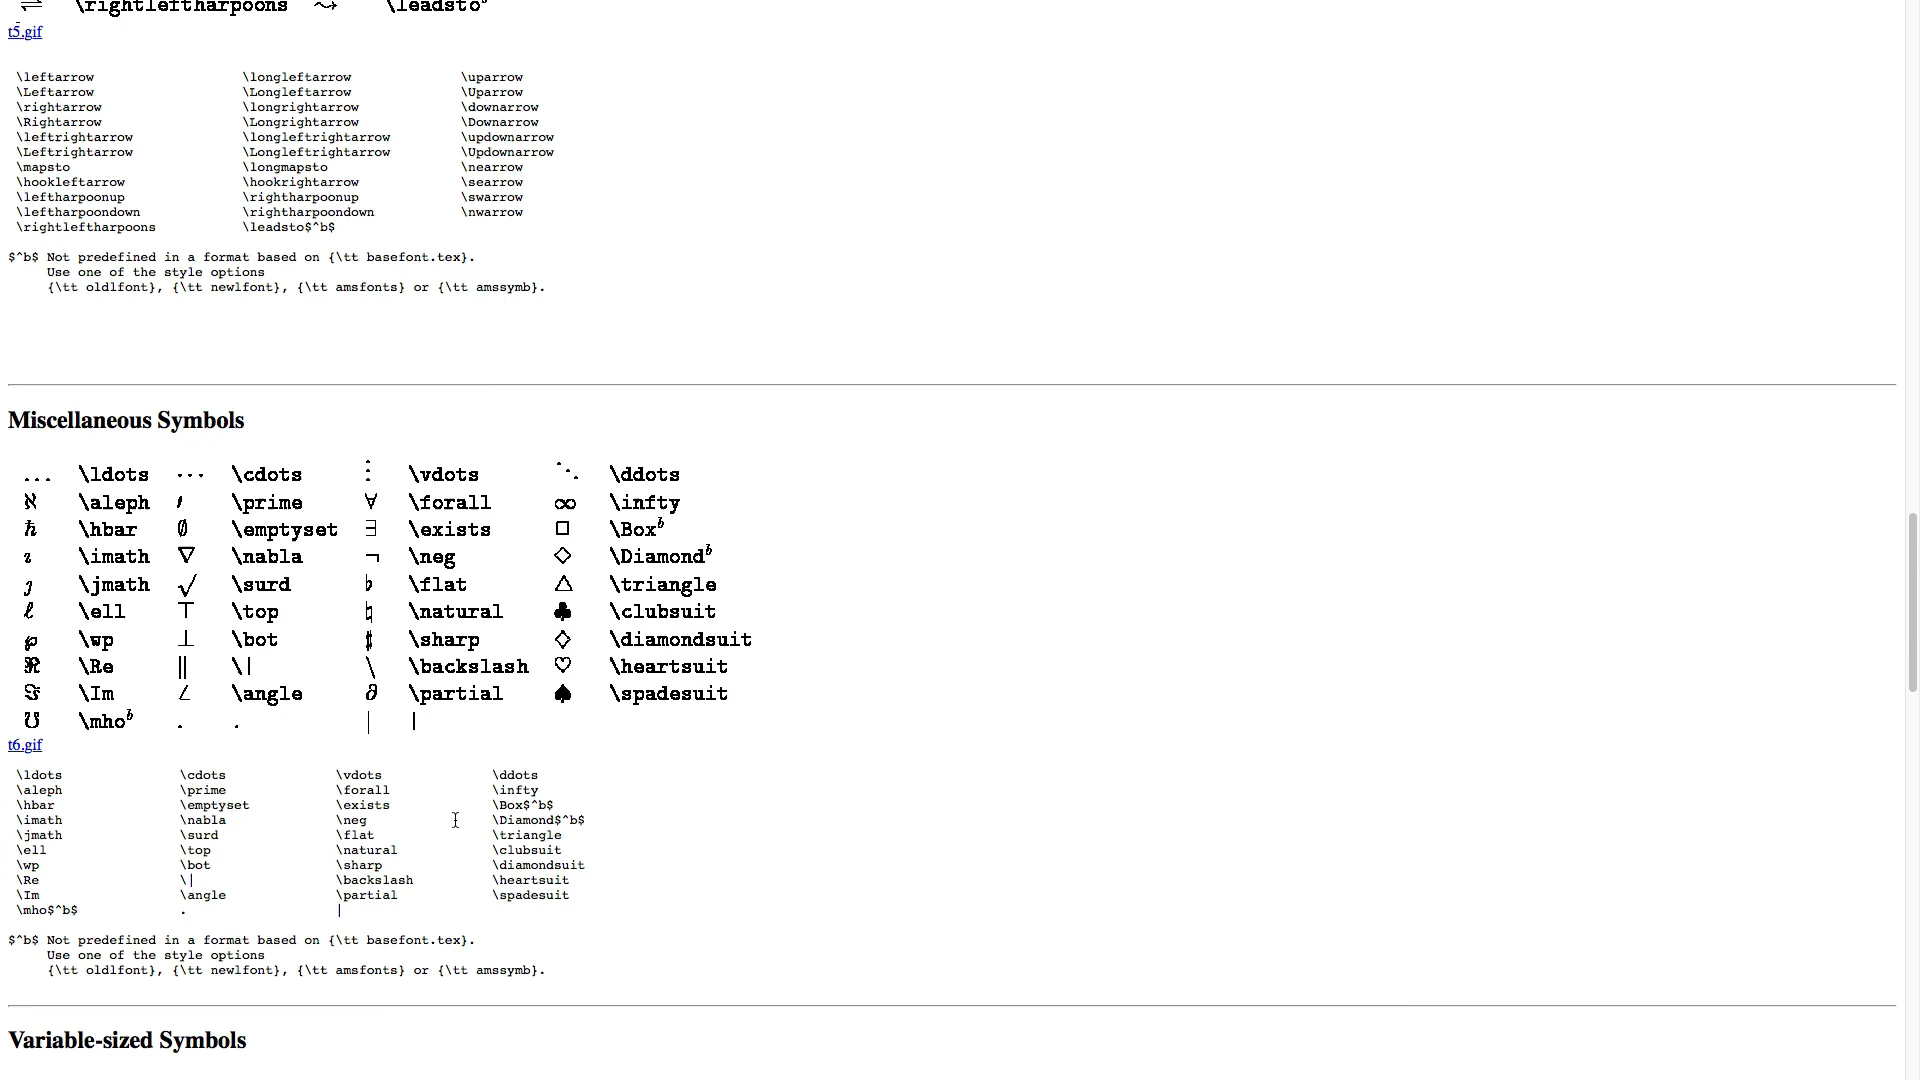 ⇌ \rightleftharpoons ⇝ \leadsto^b
t5.gif
\leftarrow \longleftarrow \uparrow
\Leftarrow \Longleftarrow \Uparrow
\rightarrow \longrightarrow \downarrow
\Rightarrow \Longrightarrow \Downarrow
\leftrightarrow \longleftrightarrow \updownarrow
\Leftrightarrow \Longleftrightarrow \Updownarrow
\mapsto \longmapsto \nearrow
\hookleftarrow \hookrightarrow \searrow
\leftharpoonup \rightharpoonup \swarrow
\leftharpoondown \rightharpoondown \nwarrow
\rightleftharpoons \leadsto$^b$
$^b$ Not predefined in a format based on {\tt basefont.tex}.
Use one of the style options
{\tt oldlfont}, {\tt newlfont}, {\tt amsfonts} or {\tt amssymb}.
Miscellaneous Symbols
… \ldots ⋯ \cdots ⋮ \vdots ⋱ \ddots
ℵ \aleph ′ \prime ∀ \forall ∞ \infty
ℏ \hbar ∅ \emptyset ∃ \exists □ \Box^b
ı \imath ∇ \nabla ¬ \neg ◇ \Diamond^b
ȷ \jmath √ \surd ♭ \flat △ \triangle
ℓ \ell ⊤ \top ♮ \natural ♣ \clubsuit
℘ \wp ⊥ \bot ♯ \sharp ♢ \diamondsuit
ℜ \Re ‖ \| \ \backslash ♡ \heartsuit
ℑ \Im ∠ \angle ∂ \partial ♠ \spadesuit
℧ \mho^b . . | |
t6.gif
\ldots \cdots \vdots \ddots
\aleph \prime \forall \infty
\hbar \emptyset \exists \Box$^b$
\imath \nabla \neg \Diamond$^b$
\jmath \surd \flat \triangle
\ell \top \natural \clubsuit
\wp \bot \sharp \diamondsuit
\Re \| \backslash \heartsuit
\Im \angle \partial \spadesuit
\mho$^b$ . |
$^b$ Not predefined in a format based on {\tt basefont.tex}.
Use one of the style options
{\tt oldlfont}, {\tt newlfont}, {\tt amsfonts} or {\tt amssymb}.
Variable-sized Symbols